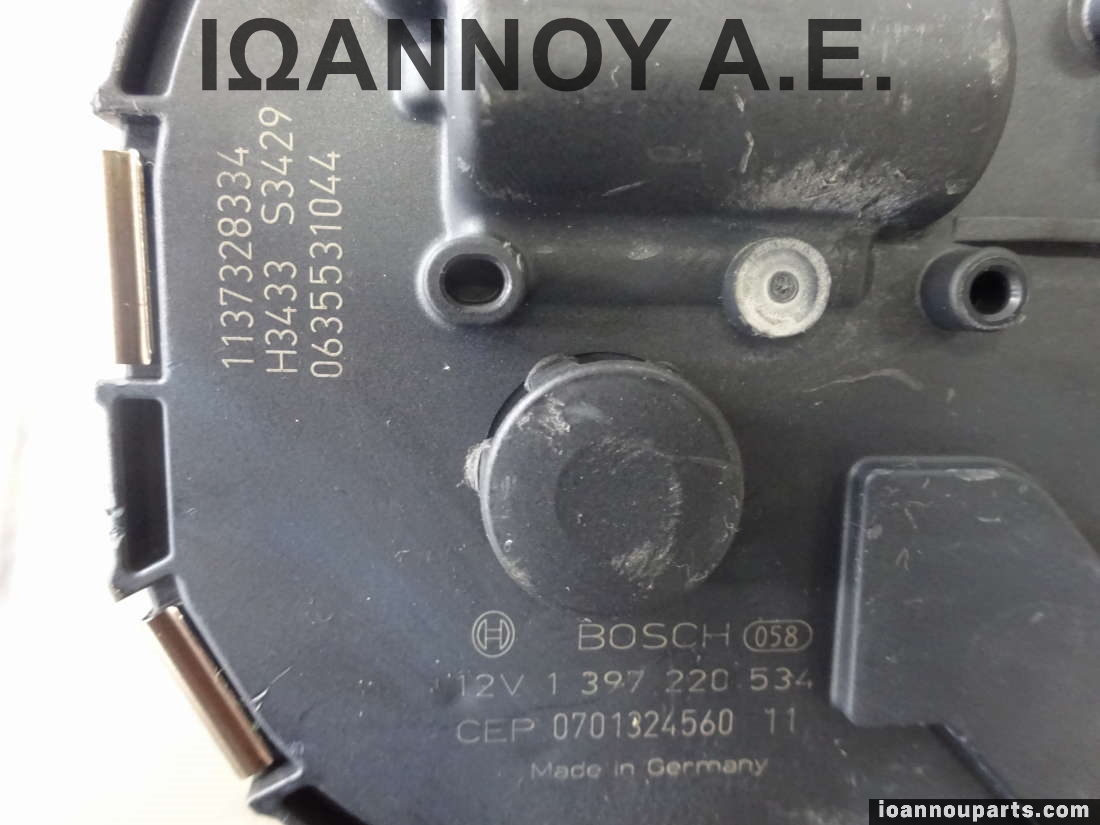 ΙΩΑΝΝΟΥ Α.Ε.
1137328334
H3433 S3429
0635531044
BOSCH 058
12V 1 397 220 534
CEP 0701324560 11
Made in Germany
ioannouparts.com